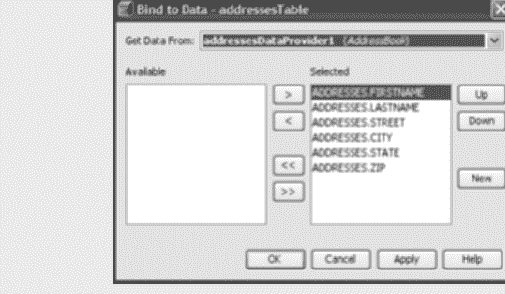 Bind to Data - addressesTable
Get Data From: addressesDataProvider1 (AddressBook)
Available
Selected
> ADDRESSES.FIRSTNAME Up
ADDRESSES.LASTNAME
< ADDRESSES.STREET Down
ADDRESSES.CITY
<< ADDRESSES.STATE
ADDRESSES.ZIP
New
>>
OK Cancel Apply Help